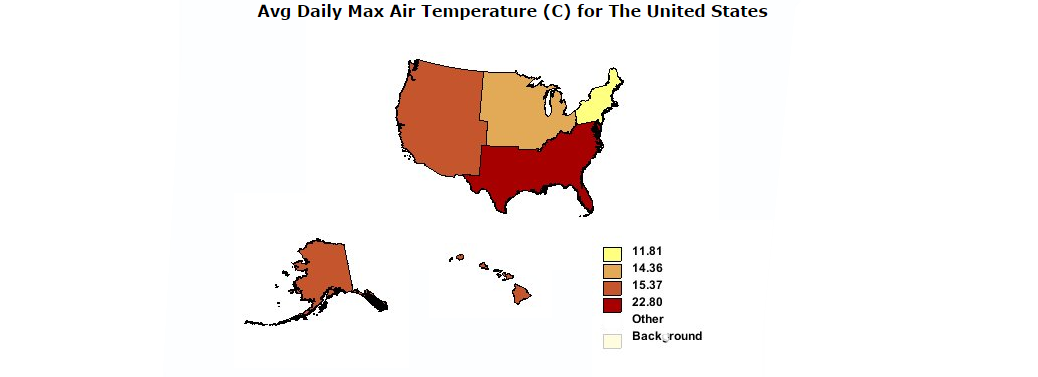 Avg Daily Max Air Temperature (C) for The United States
11.81
14.36
15.37
22.80
Other
Background